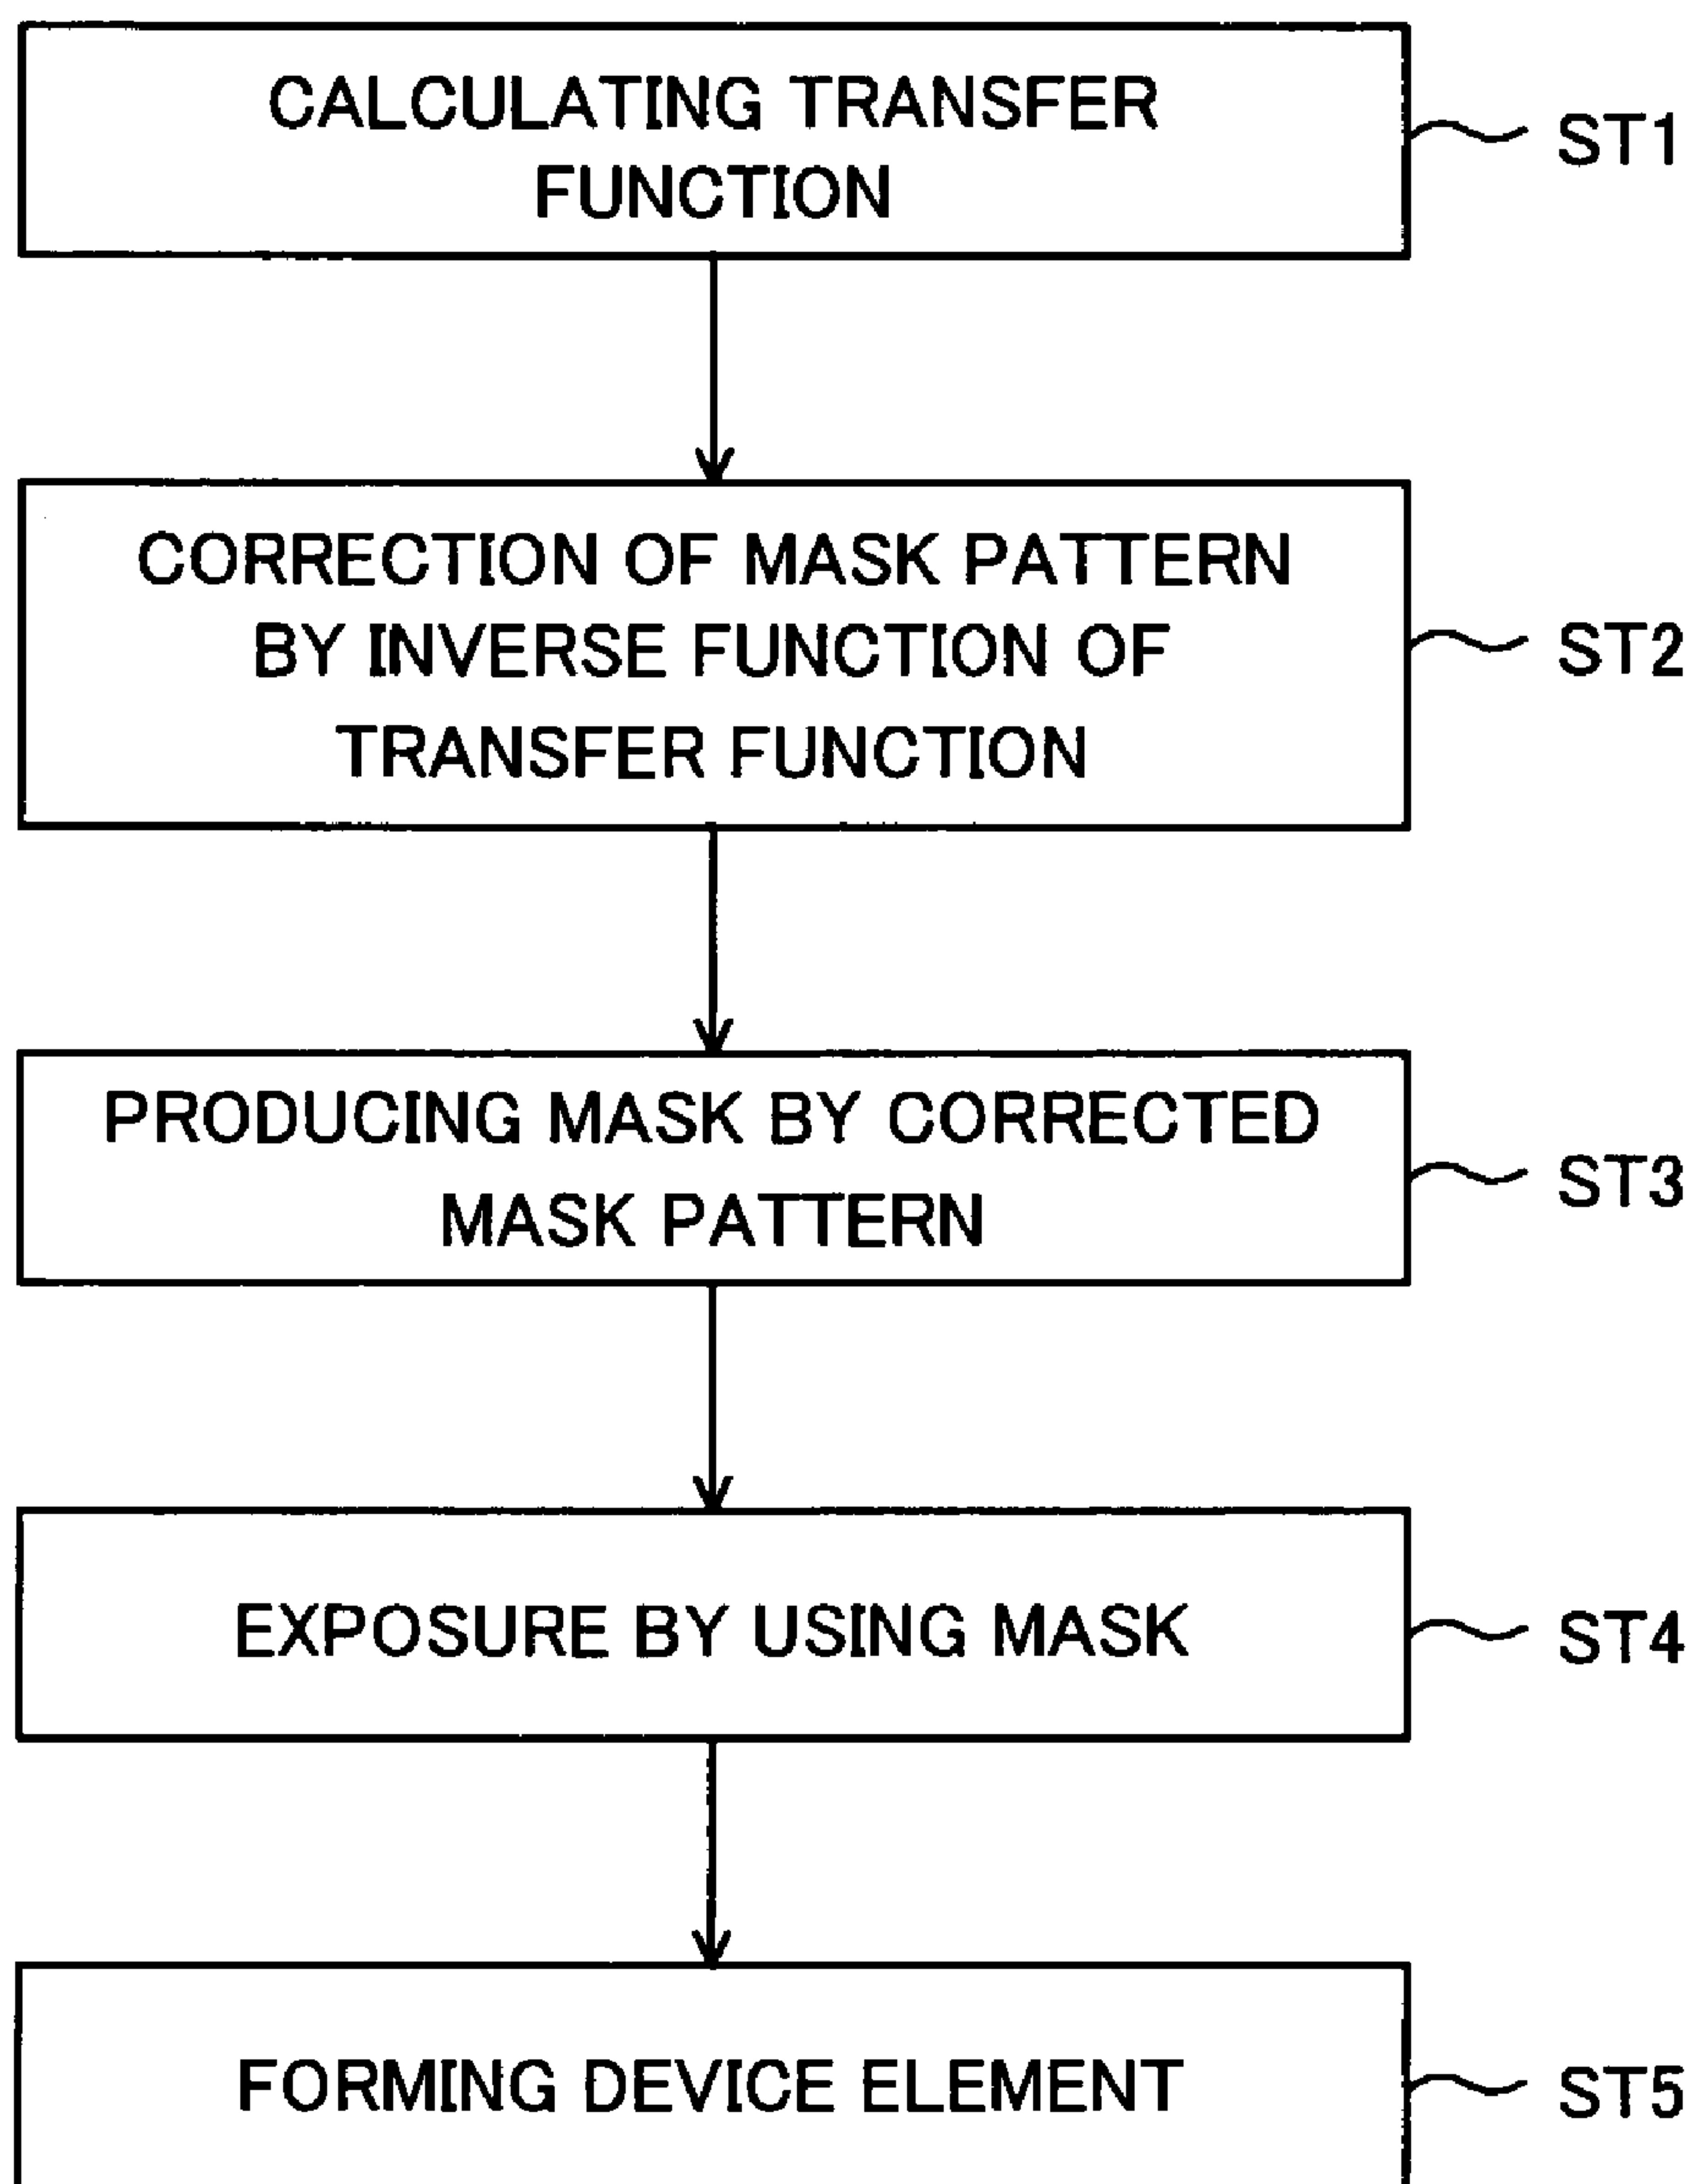 CALCULATING TRANSFER
FUNCTION
ST1
CORRECTION OF MASK PATTERN
BY INVERSE FUNCTION OF
TRANSFER FUNCTION
ST2
PRODUCING MASK BY CORRECTED
MASK PATTERN
ST3
EXPOSURE BY USING MASK
ST4
FORMING DEVICE ELEMENT
ST5